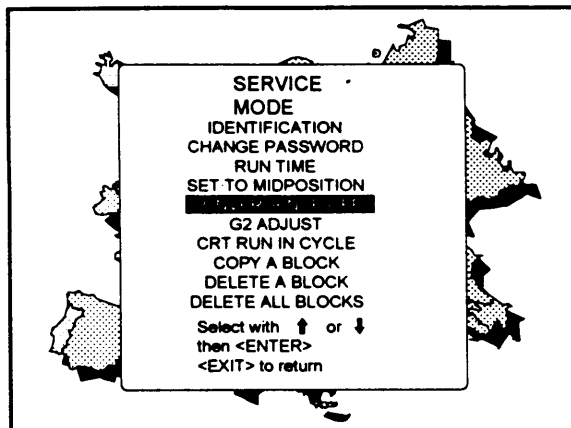 SERVICE
MODE
IDENTIFICATION
CHANGE PASSWORD
RUN TIME
SET TO MIDPOSITION
G2 ADJUST
CRT RUN IN CYCLE
COPY A BLOCK
DELETE A BLOCK
DELETE ALL BLOCKS
Select with ⬆ or ⬇
then <ENTER>
<EXIT> to return